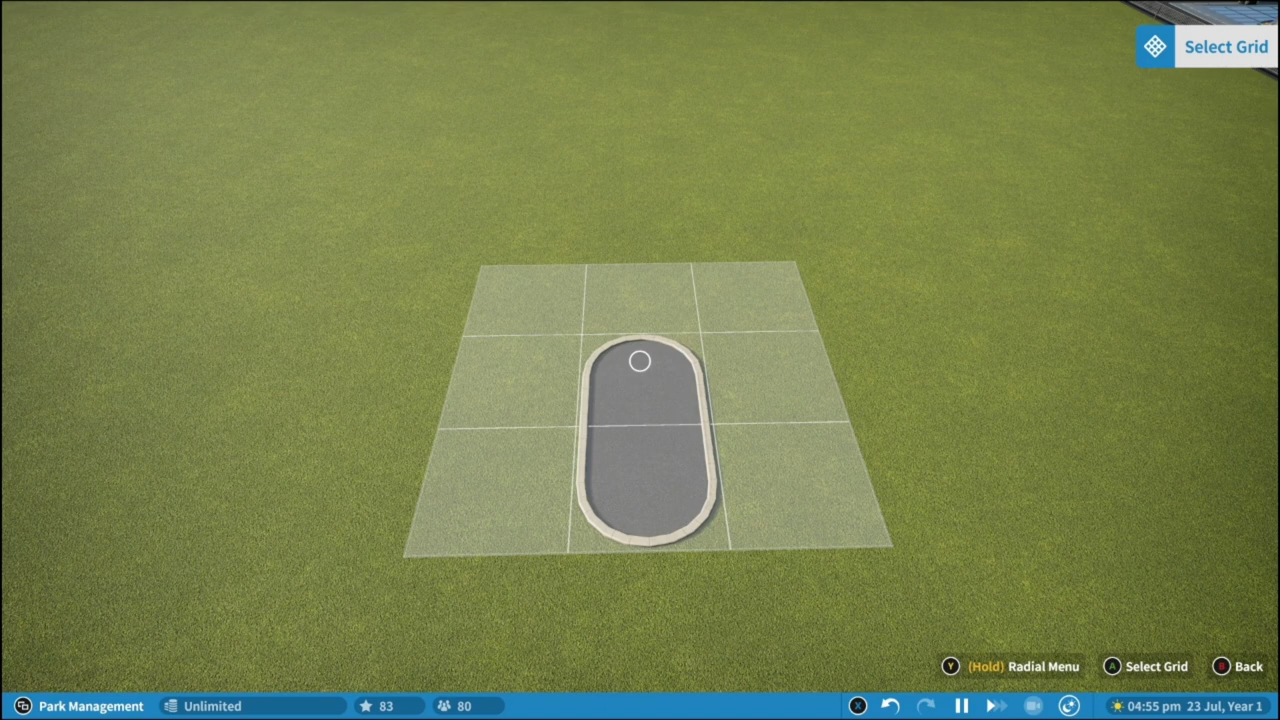 Select Grid
Y (Hold) Radial Menu A Select Grid B Back
Park Management Unlimited 83 80 X 04:55 pm 23 Jul, Year 1